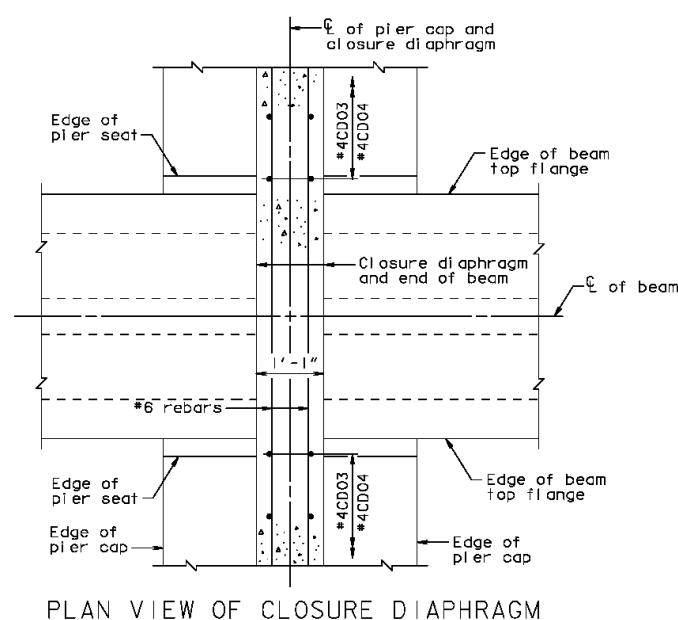 ℄ of pier cap and
closure diaphragm
Edge of
pier seat
#4CD03
#4CD04
Edge of beam
top flange
Closure diaphragm
and end of beam
℄ of beam
1'-1"
#6 rebars
Edge of
pier seat
#4CD03
#4CD04
Edge of beam
top flange
Edge of
pier cap
Edge of
pier cap
PLAN VIEW OF CLOSURE DIAPHRAGM